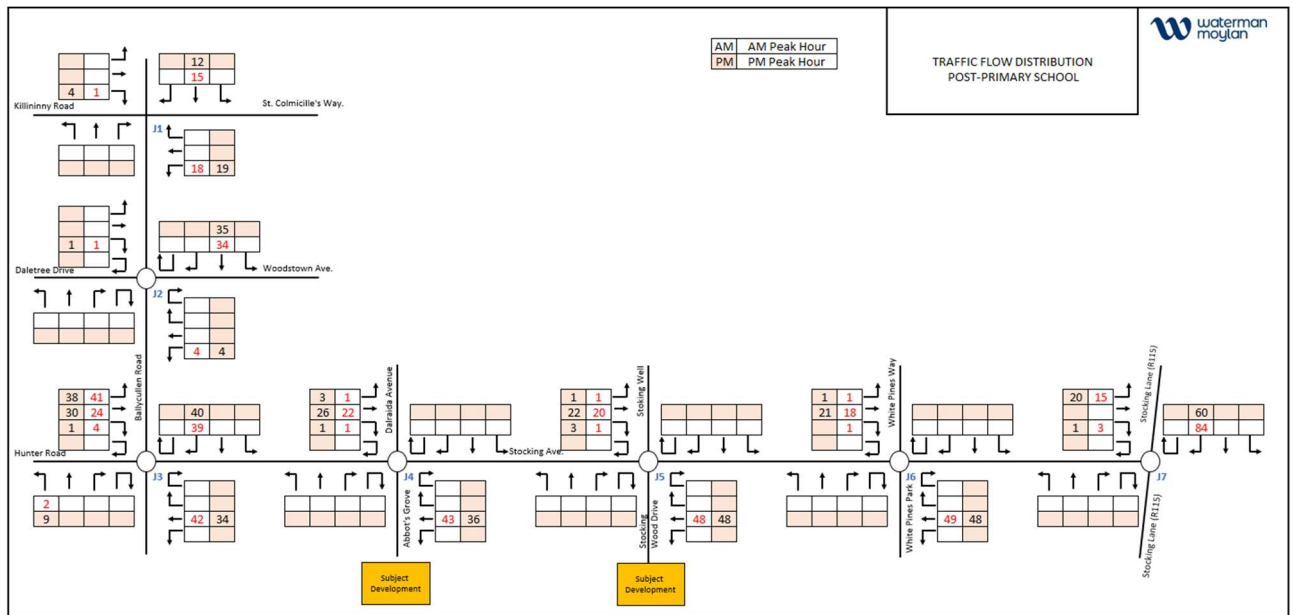 waterman
moylan
AM AM Peak Hour
PM PM Peak Hour
TRAFFIC FLOW DISTRIBUTION
POST-PRIMARY SCHOOL
12
15
4 1
Killininny Road
St. Colmicille's Way.
J1
18 19
35
34
1 1
Daletree Drive
Woodstown Ave.
J2
4 4
Ballycullen Road
38 41
30 24
1 4
40
39
Hunter Road
J3
2
9
42 34
3 1
26 22
1 1
Dalraida Avenue
Stocking Ave.
J4
Abbot's Grove
43 36
Subject
Development
1 1
22 20
3 1
Stoking Well
J5
Stocking
Wood Drive
48 48
Subject
Development
1 1
21 18
1
White Pines Way
J6
White Pines Park
49 48
20 15
1 3
Stocking Lane (R115)
60
84
J7
Stocking Lane (R115)